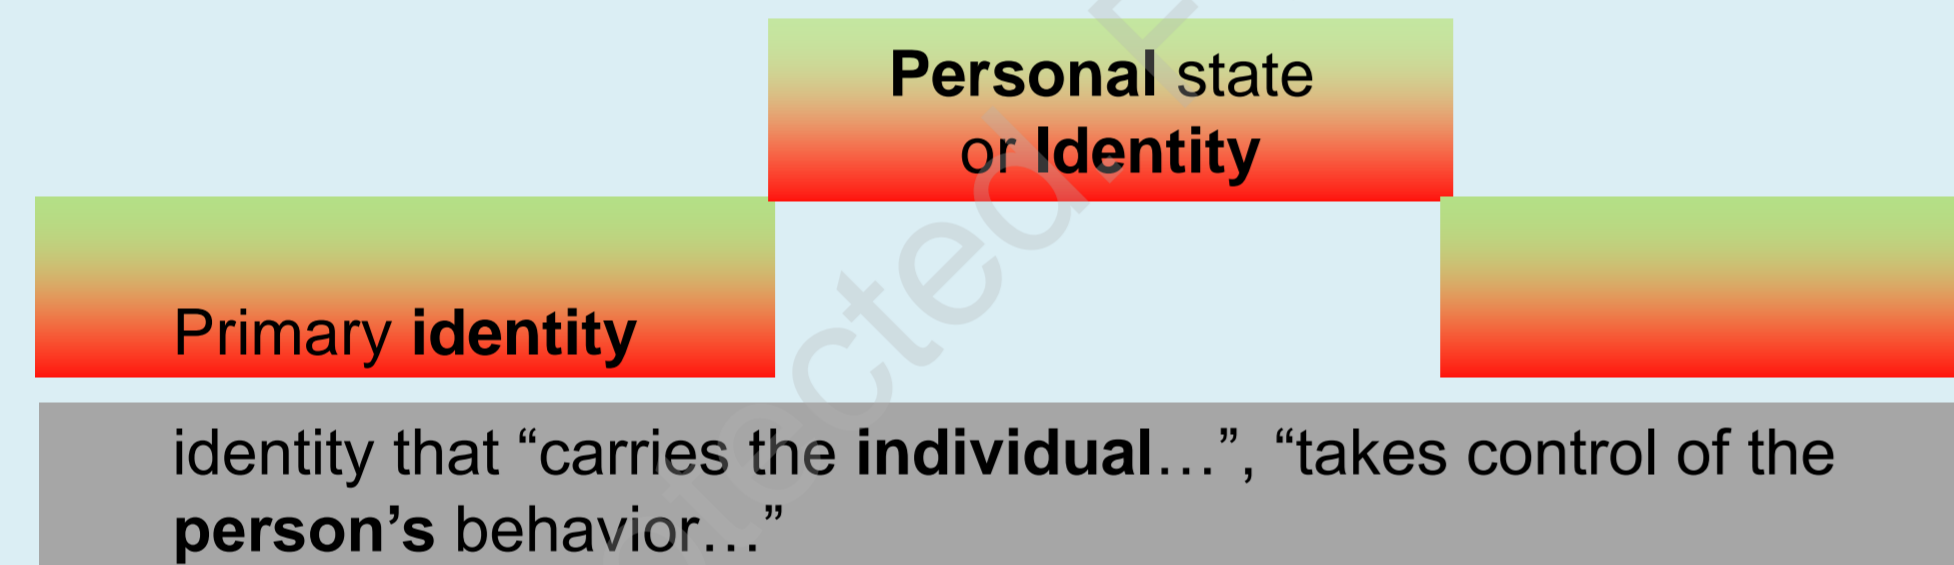 Personal state
or Identity
Primary identity
identity that “carries the individual…”, “takes control of the
person’s behavior…”